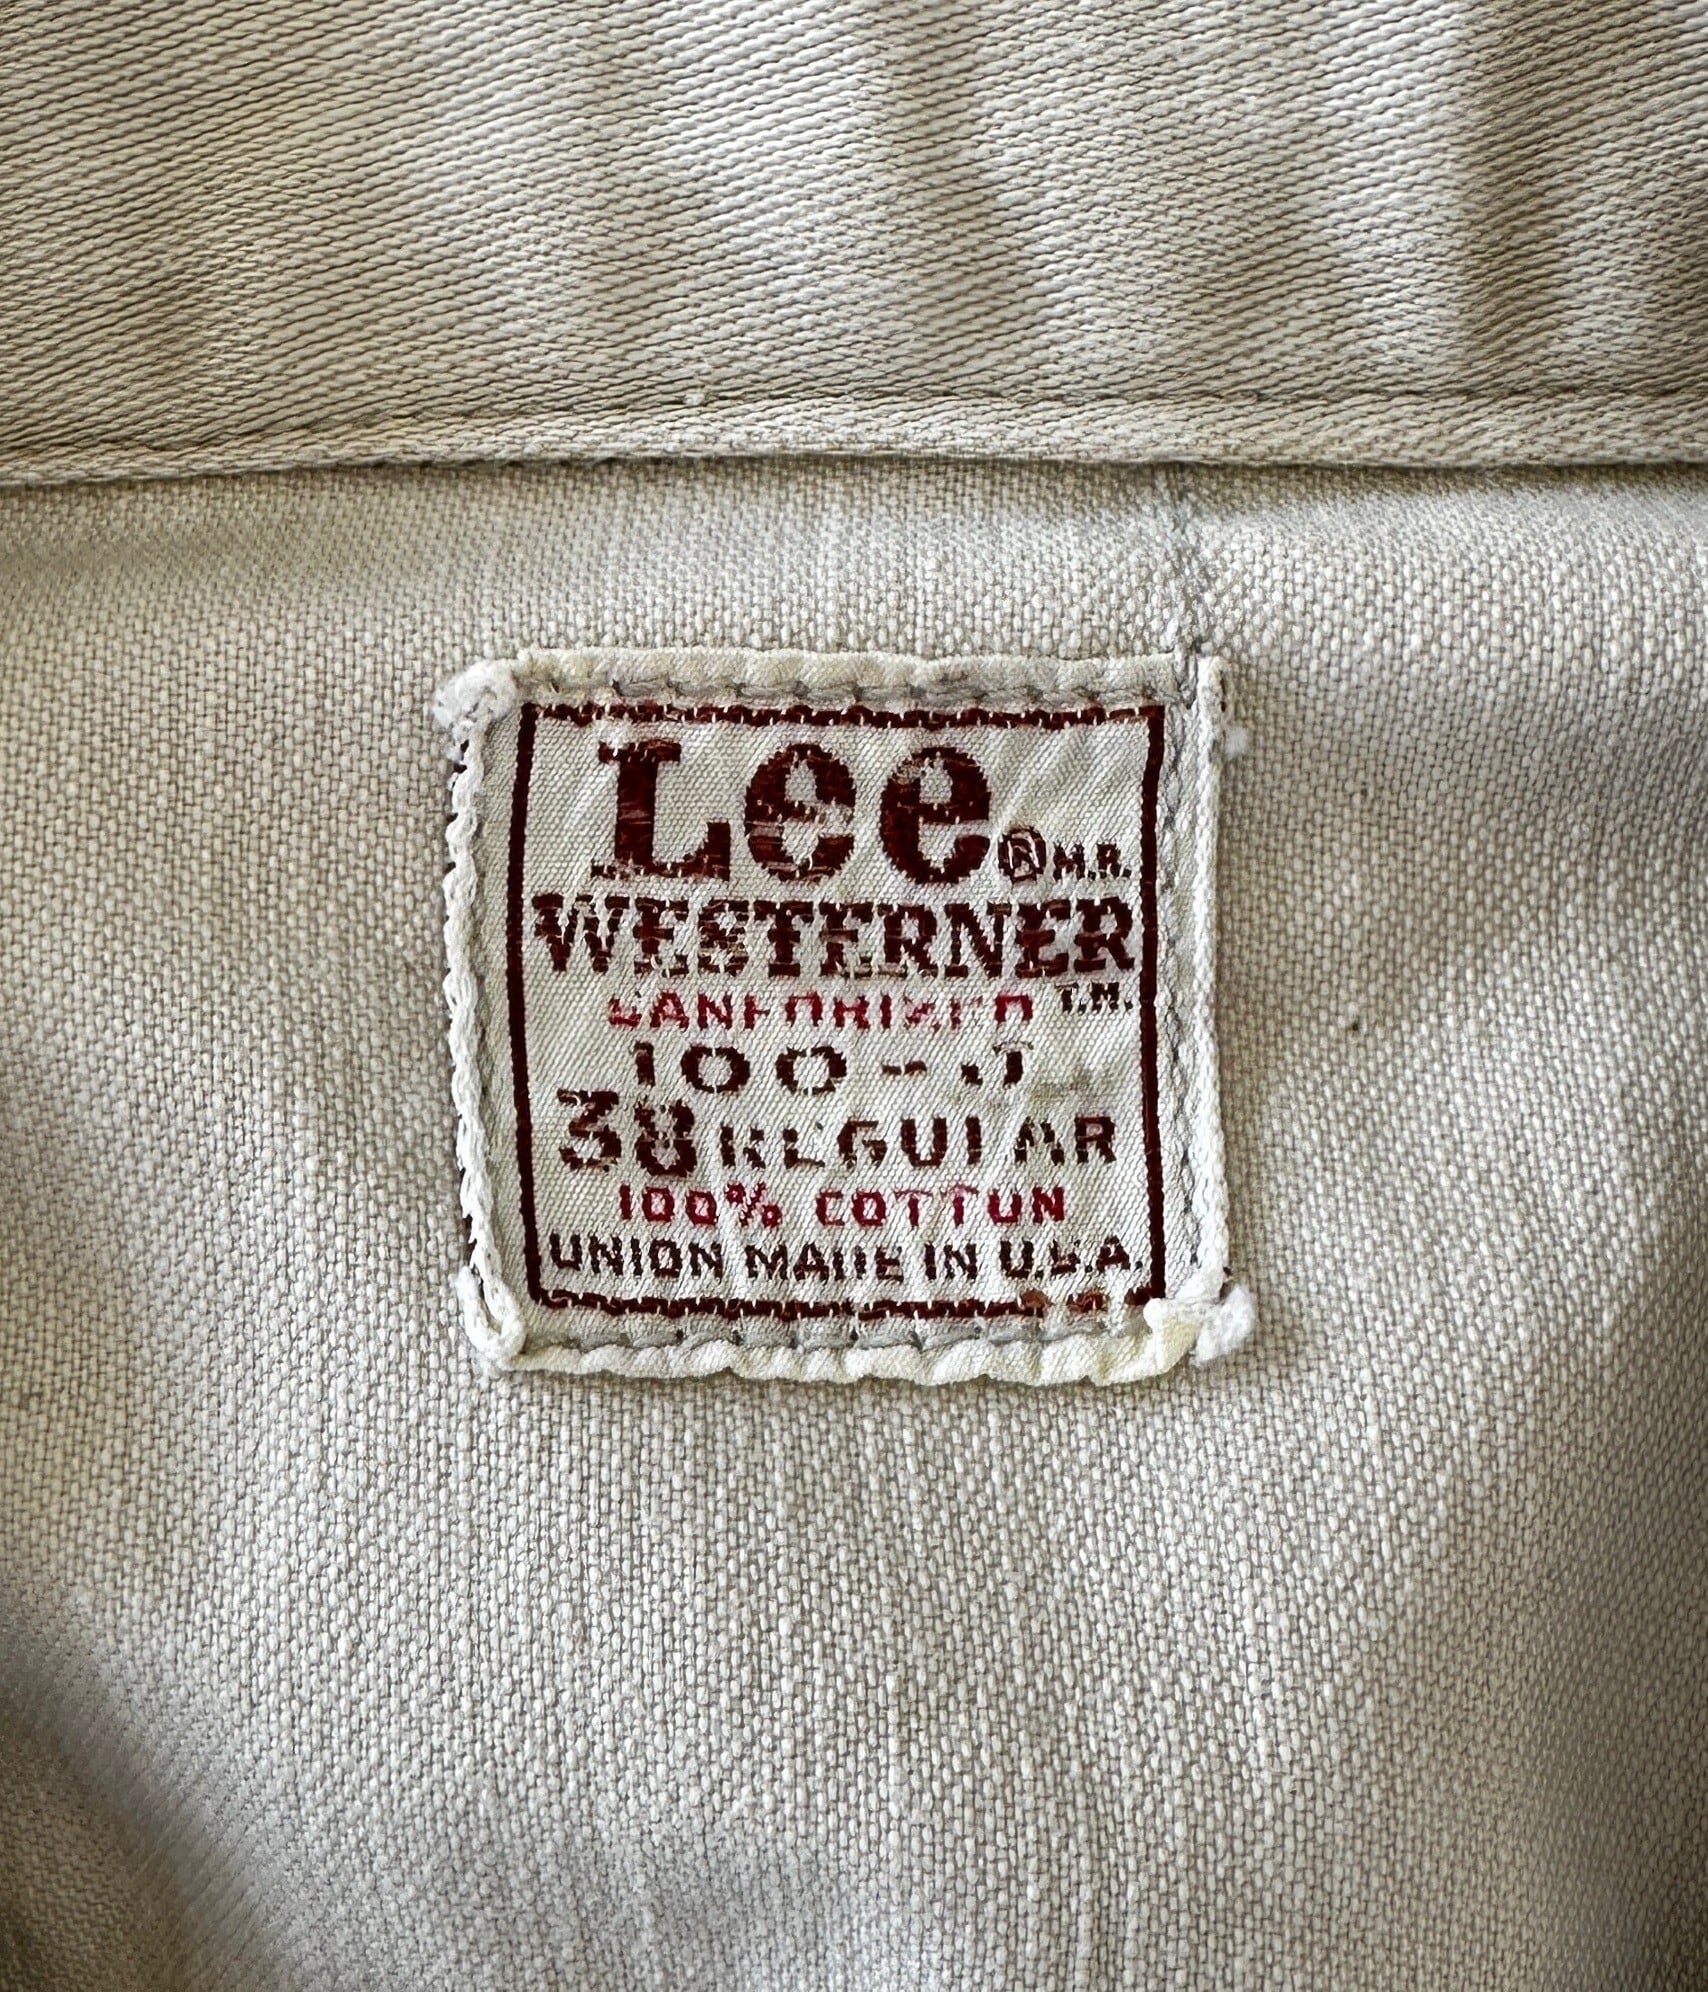 Lee ® M.R.
WESTERNER
SANFORIZED T.M.
100-J
38 REGULAR
100% COTTON
UNION MADE IN U.S.A.